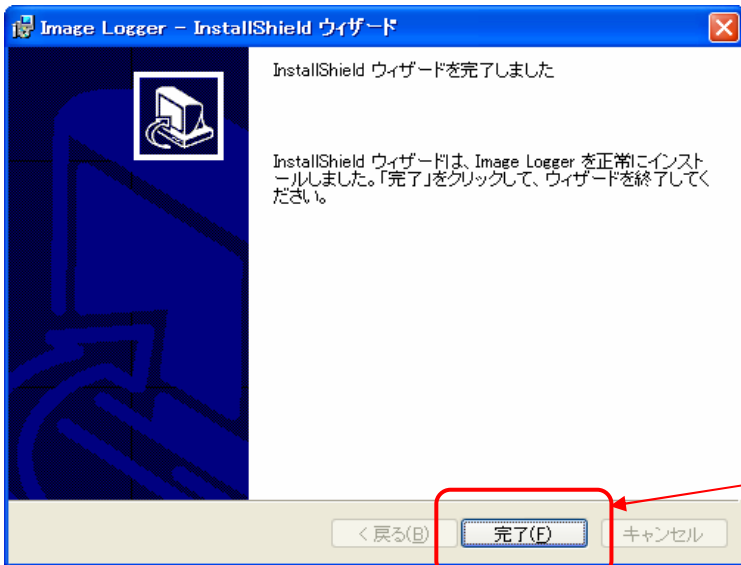 Image Logger - InstallShield ウィザード
InstallShield ウィザードを完了しました
InstallShield ウィザードは、Image Logger を正常にインスト
ールしました。「完了」をクリックして、ウィザードを終了してく
ださい。
< 戻る(B) 完了(F) キャンセル